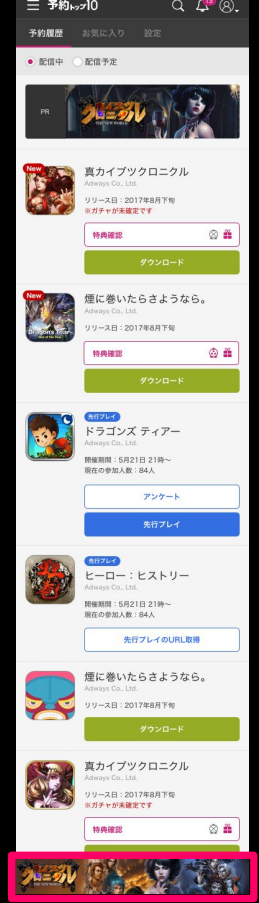 予約トップ10
13
予約履歴 お気に入り 設定
配信中 配信予定
PR
クロニクル
New
真カイブツクロニクル
Adways Co., Ltd.
リリース日：2017年8月下旬
※ガチャが未確定です
特典確認
ダウンロード
New
Dragons Tear
煙に巻いたらさようなら。
Adways Co., Ltd.
リリース日：2017年8月下旬
特典確認
ダウンロード
先行プレイ
ドラゴンズ ティアー
Adways Co., Ltd.
開催期間：5月21日 21時〜
現在の参加人数：84人
アンケート
先行プレイ
先行プレイ
ヒーロー：ヒストリー
Adways Co., Ltd.
開催期間：5月21日 21時〜
現在の参加人数：84人
先行プレイのURL取得
煙に巻いたらさようなら。
Adways Co., Ltd.
リリース日：2017年8月下旬
ダウンロード
真カイブツクロニクル
Adways Co., Ltd.
リリース日：2017年8月下旬
※ガチャが未確定です
特典確認
クロニクル